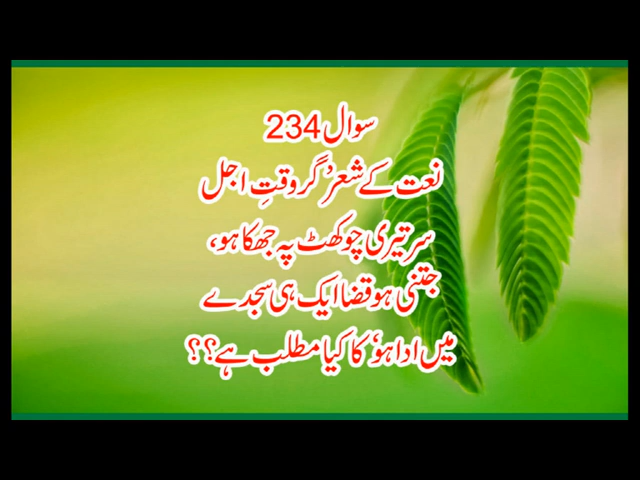 سوال 234
نعت کے شعر’ گر وقتِ اجل
سر تیری چوکھٹ پہ جھکا ہو،
جتنی ہو قضا ایک ہی سجدے
میں ادا ہو‘ کا کیا مطلب ہے؟؟